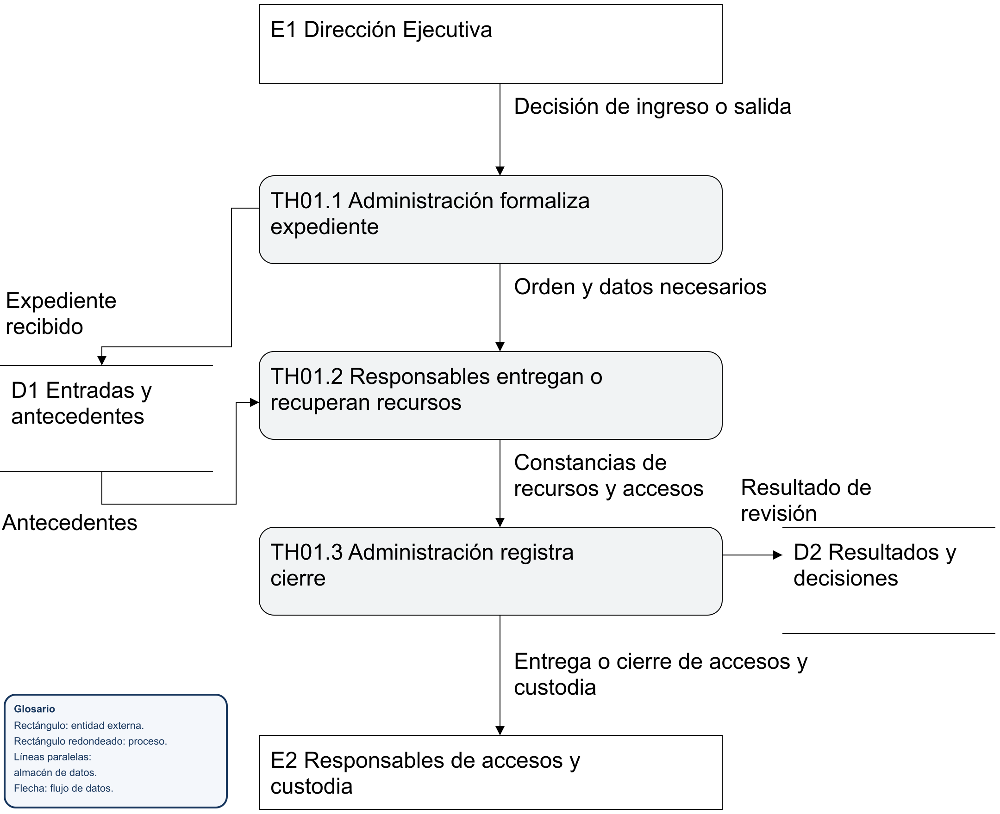 E1 Dirección Ejecutiva
Decisión de ingreso o salida
TH01.1 Administración formaliza
expediente
Orden y datos necesarios
Expediente
recibido
D1 Entradas y
antecedentes
TH01.2 Responsables entregan o
recuperan recursos
Antecedentes
Constancias de
recursos y accesos
Resultado de
revisión
TH01.3 Administración registra
cierre
D2 Resultados y
decisiones
Entrega o cierre de accesos y
custodia
E2 Responsables de accesos y
custodia
Glosario
Rectángulo: entidad externa.
Rectángulo redondeado: proceso.
Líneas paralelas:
almacén de datos.
Flecha: flujo de datos.